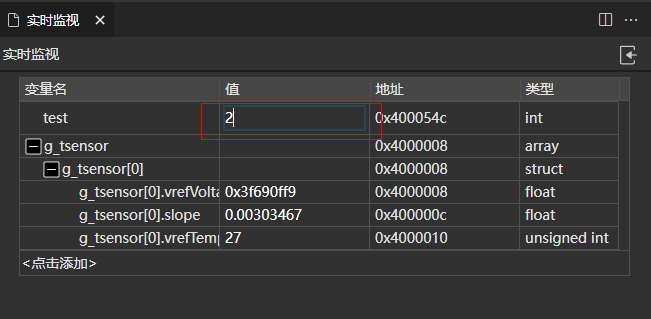 实时监视
实时监视
变量名 值 地址 类型
test 2 0x400054c int
g_tsensor 0x4000008 array
g_tsensor[0] 0x4000008 struct
g_tsensor[0].vrefVolta 0x3f690ff9 0x4000008 float
g_tsensor[0].slope 0.00303467 0x400000c float
g_tsensor[0].vrefTemp 27 0x4000010 unsigned int
<点击添加>